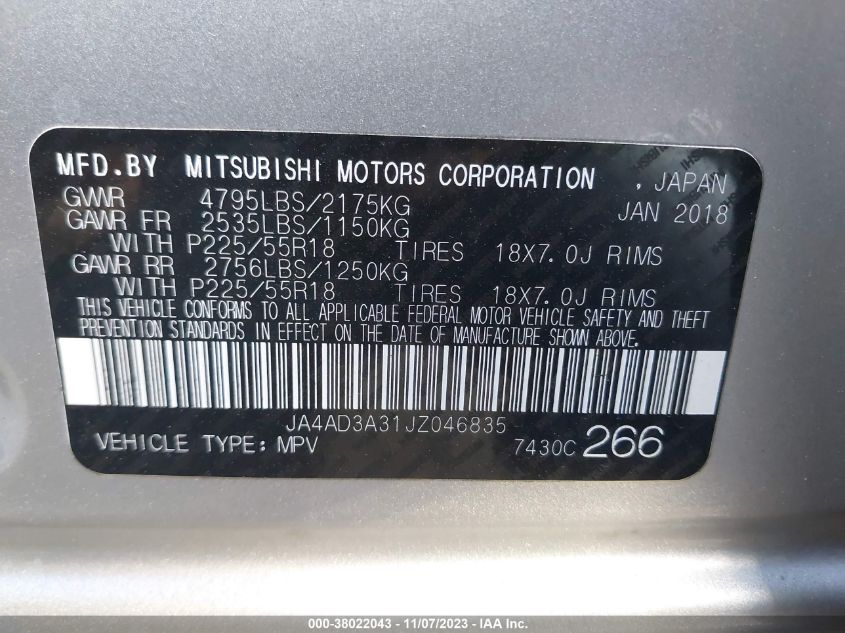 MFD.BY MITSUBISHI MOTORS CORPORATION , JAPAN
GVWR 4795LBS/2175KG JAN 2018
GAWR FR 2535LBS/1150KG
WITH P225/55R18 TIRES 18X7.0J RIMS
GAWR RR 2756LBS/1250KG
WITH P225/55R18 TIRES 18X7.0J RIMS
THIS VEHICLE CONFORMS TO ALL APPLICABLE FEDERAL MOTOR VEHICLE SAFETY AND THEFT
PREVENTION STANDARDS IN EFFECT ON THE DATE OF MANUFACTURE SHOWN ABOVE.
JA4AD3A31JZ046835
VEHICLE TYPE: MPV 7430C 266
000-38022043 - 11/07/2023 - IAA Inc.